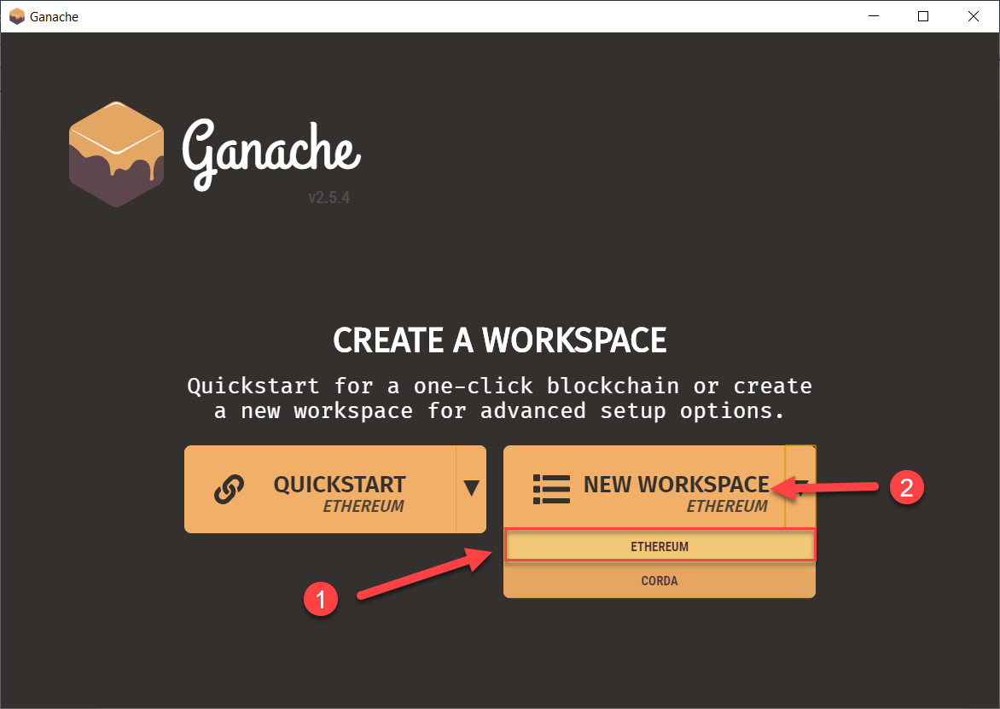 Ganache
Ganache
v2.5.4
CREATE A WORKSPACE
Quickstart for a one-click blockchain or create
a new workspace for advanced setup options.
QUICKSTART
ETHEREUM
NEW WORKSPACE
ETHEREUM
2
ETHEREUM
CORDA
1